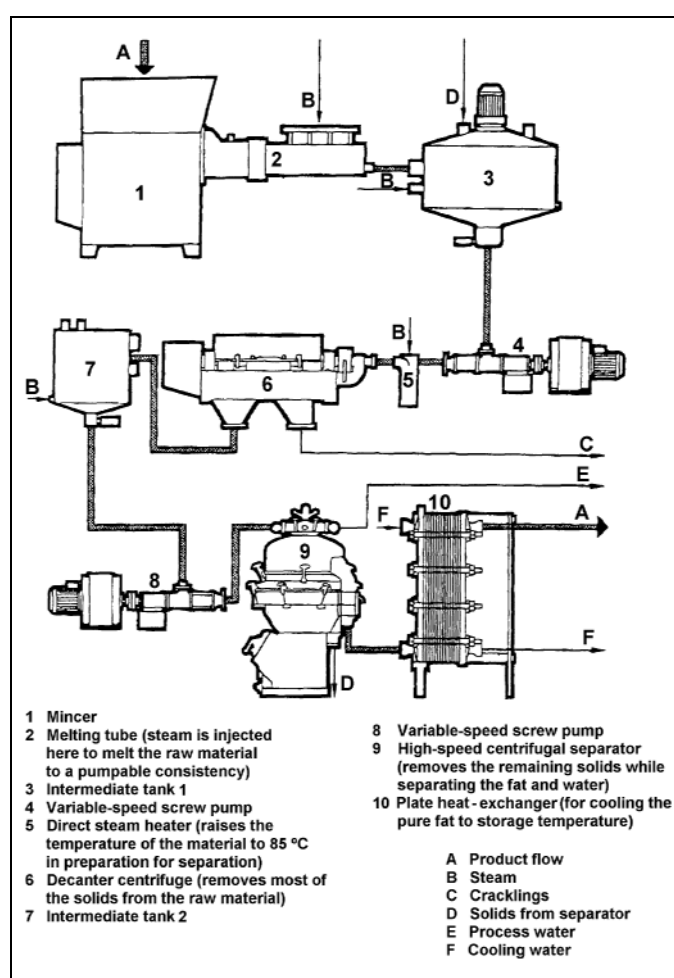 A
B
D
1
2
B
3
B
7
B
6
5
4
C
E
10
F
A
9
8
F
D
1 Mincer
2 Melting tube (steam is injected
here to melt the raw material
to a pumpable consistency)
3 Intermediate tank 1
4 Variable-speed screw pump
5 Direct steam heater (raises the
temperature of the material to 85 ºC
in preparation for separation)
6 Decanter centrifuge (removes most of
the solids from the raw material)
7 Intermediate tank 2
8 Variable-speed screw pump
9 High-speed centrifugal separator
(removes the remaining solids while
separating the fat and water)
10 Plate heat-exchanger (for cooling the
pure fat to storage temperature)
A Product flow
B Steam
C Cracklings
D Solids from separator
E Process water
F Cooling water